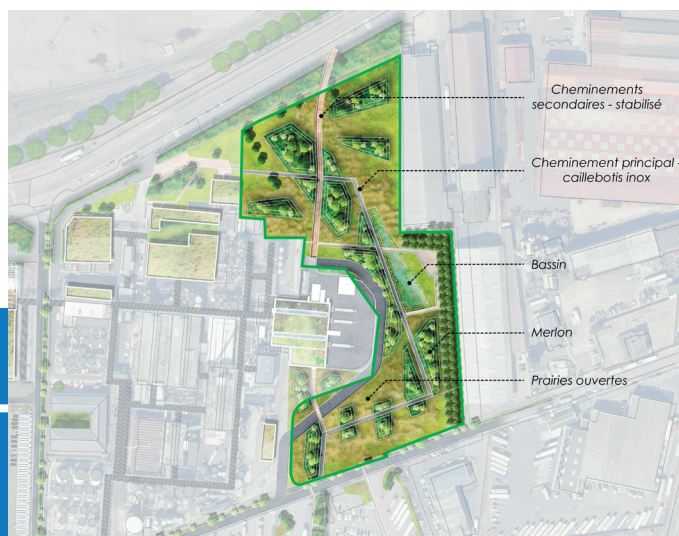 Cheminements
secondaires - stabilisé
Cheminement principal -
caillebotis inox
Bassin
Merlon
Prairies ouvertes